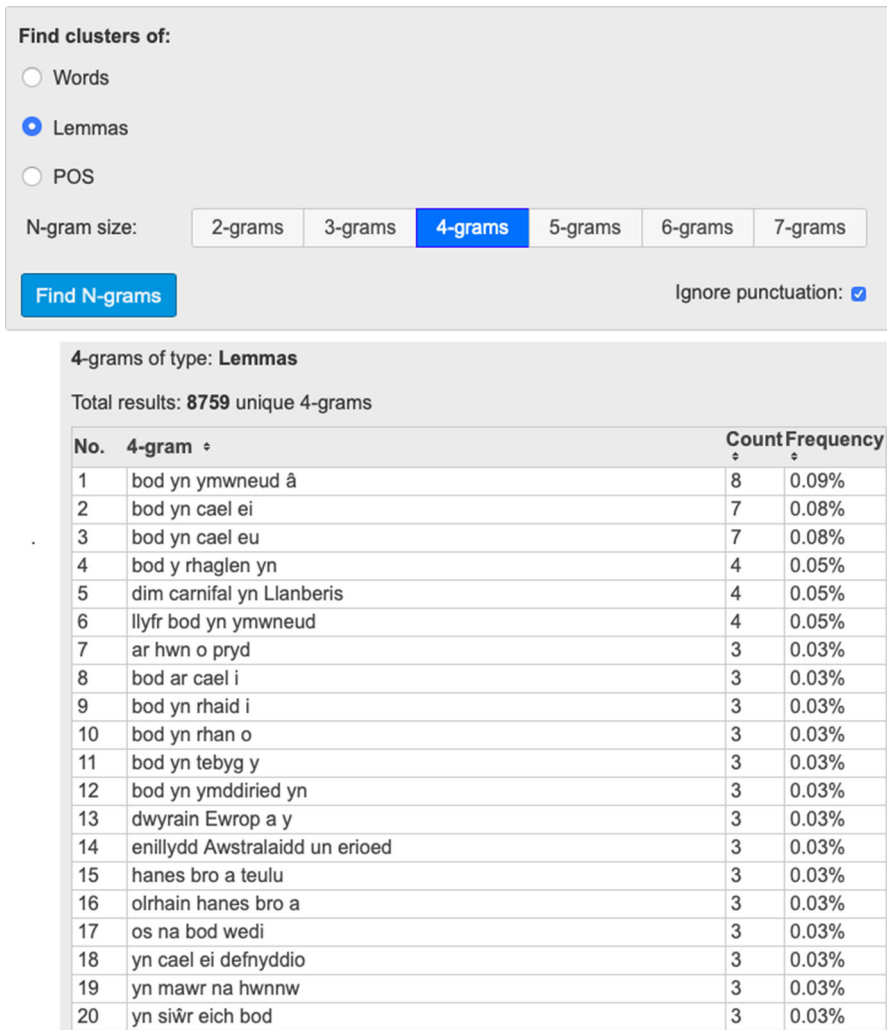 Find clusters of:
Words
Lemmas
POS
N-gram size: 2-grams 3-grams 4-grams 5-grams 6-grams 7-grams
Find N-grams Ignore punctuation:
4-grams of type: Lemmas
Total results: 8759 unique 4-grams
No. 4-gram Count Frequency
1 bod yn ymwneud â 8 0.09%
2 bod yn cael ei 7 0.08%
3 bod yn cael eu 7 0.08%
4 bod y rhaglen yn 4 0.05%
5 dim carnifal yn Llanberis 4 0.05%
6 llyfr bod yn ymwneud 4 0.05%
7 ar hwn o pryd 3 0.03%
8 bod ar cael i 3 0.03%
9 bod yn rhaid i 3 0.03%
10 bod yn rhan o 3 0.03%
11 bod yn tebyg y 3 0.03%
12 bod yn ymddiried yn 3 0.03%
13 dwyrain Ewrop a y 3 0.03%
14 enillydd Awstralaidd un erioed 3 0.03%
15 hanes bro a teulu 3 0.03%
16 olrhain hanes bro a 3 0.03%
17 os na bod wedi 3 0.03%
18 yn cael ei defnyddio 3 0.03%
19 yn mawr na hwnnw 3 0.03%
20 yn siŵr eich bod 3 0.03%